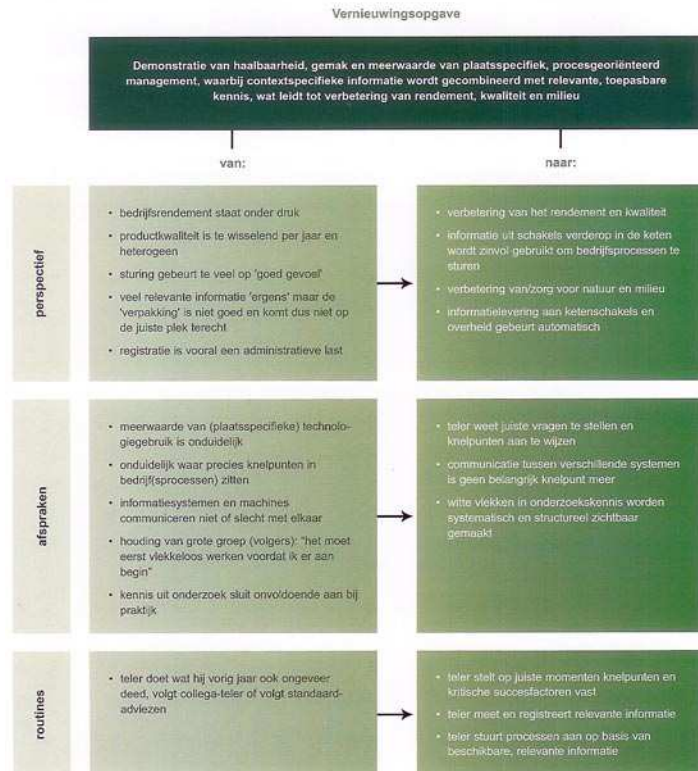 Vernieuwingsopgave
Demonstratie van haalbaarheid, gemak en meerwaarde van plaatsspecifiek, procesgeoriënteerd
management, waarbij contextspecifieke informatie wordt gecombineerd met relevante, toepasbare
kennis, wat leidt tot verbetering van rendement, kwaliteit en milieu
van:
naar:
perspectief
• bedrijfsrendement staat onder druk
• productkwaliteit is te wisselend per jaar en
heterogeen
• sturing gebeurt te veel op 'goed gevoel'
• veel relevante informatie 'ergens' maar de
'verpakking' is niet goed en komt dus niet op
de juiste plek terecht
• registratie is vooral een administratieve last
• verbetering van het rendement en kwaliteit
• informatie uit schakels verderop in de keten
wordt zinvol gebruikt om bedrijfsprocessen te
sturen
• verbetering van/zorg voor natuur en milieu
• informatielevering aan ketenschakels en
overheid gebeurt automatisch
afspraken
• meerwaarde van (plaatsspecifieke) technolo-
giegebruik is onduidelijk
• onduidelijk waar precies knelpunten in
bedrijf(sprocessen) zitten
• informatiesystemen en machines
communiceren niet of slecht met elkaar
• houding van grote groep (volgers): "het moet
eerst vlekkeloos werken voordat ik er aan
begin"
• kennis uit onderzoek sluit onvoldoende aan bij
praktijk
• teler weet juiste vragen te stellen en
knelpunten aan te wijzen
• communicatie tussen verschillende systemen
is geen belangrijk knelpunt meer
• witte vlekken in onderzoekskennis worden
systematisch en structureel zichtbaar
gemaakt
routines
• teler doet wat hij vorig jaar ook ongeveer
deed, volgt collega-teler of volgt standaard-
adviezen
• teler stelt op juiste momenten knelpunten en
kritische succesfactoren vast
• teler meet en registreert relevante informatie
• teler stuurt processen aan op basis van
beschikbare, relevante informatie